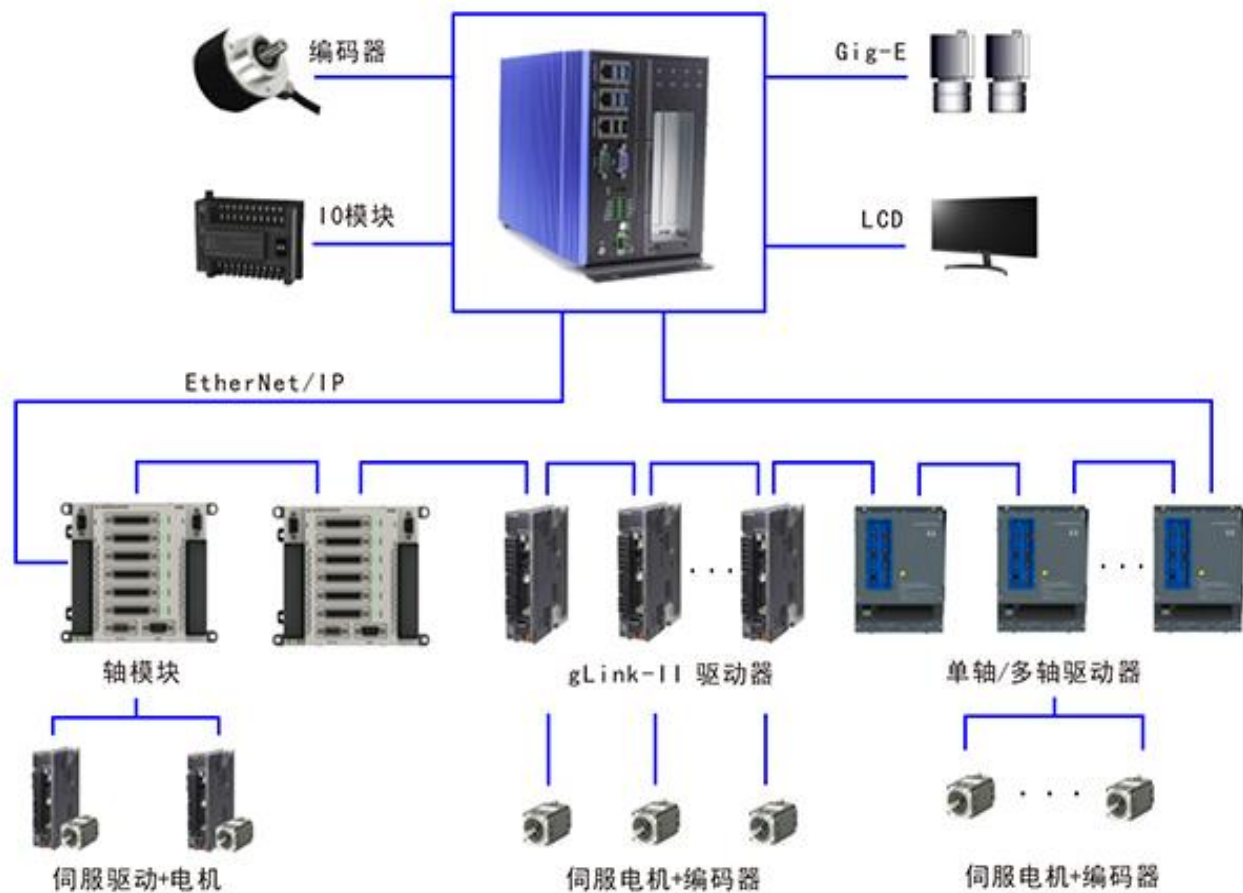 编码器
Gig-E
IO模块
LCD
EtherNet/IP
轴模块
gLink-II 驱动器
单轴/多轴驱动器
伺服驱动+电机
伺服电机+编码器
伺服电机+编码器